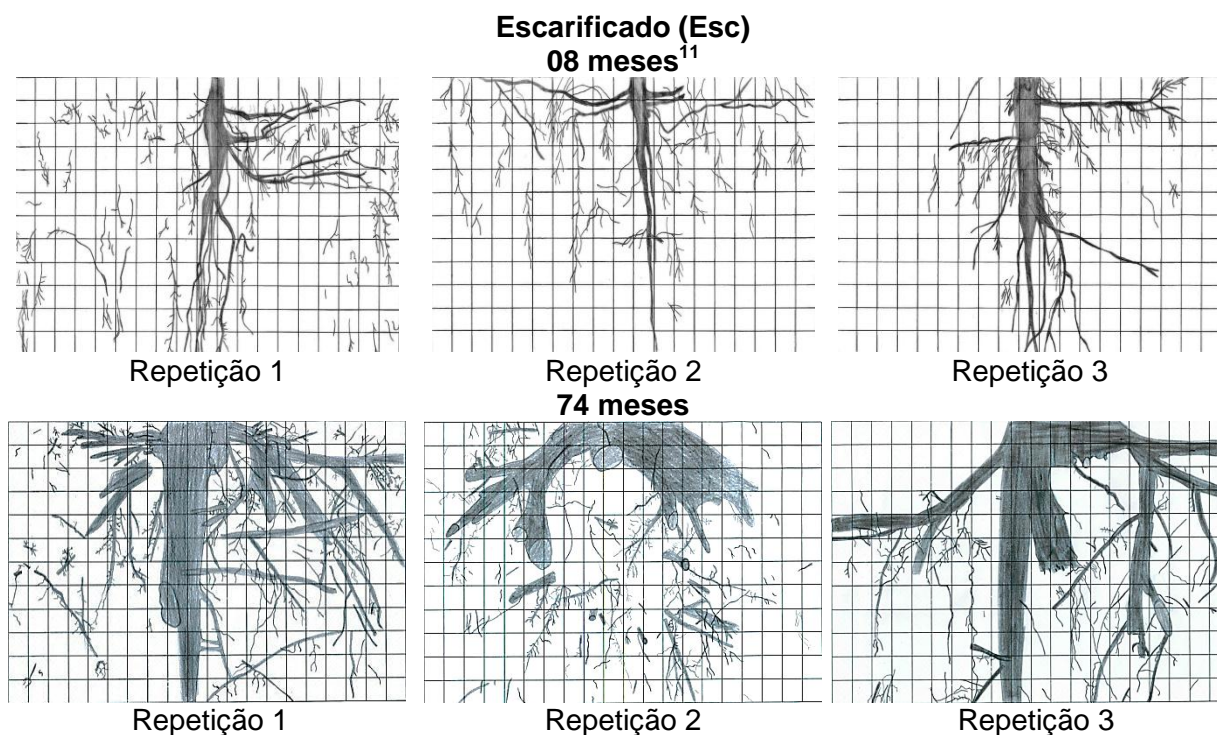 Escarificado (Esc)
08 meses¹¹
Repetição 1
Repetição 2
Repetição 3
74 meses
Repetição 1
Repetição 2
Repetição 3